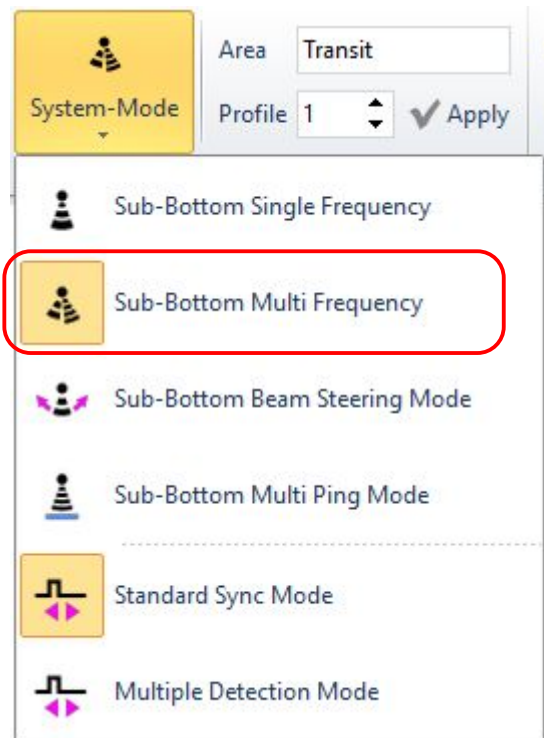 Area Transit
System-Mode Profile 1 Apply
Sub-Bottom Single Frequency
Sub-Bottom Multi Frequency
Sub-Bottom Beam Steering Mode
Sub-Bottom Multi Ping Mode
Standard Sync Mode
Multiple Detection Mode